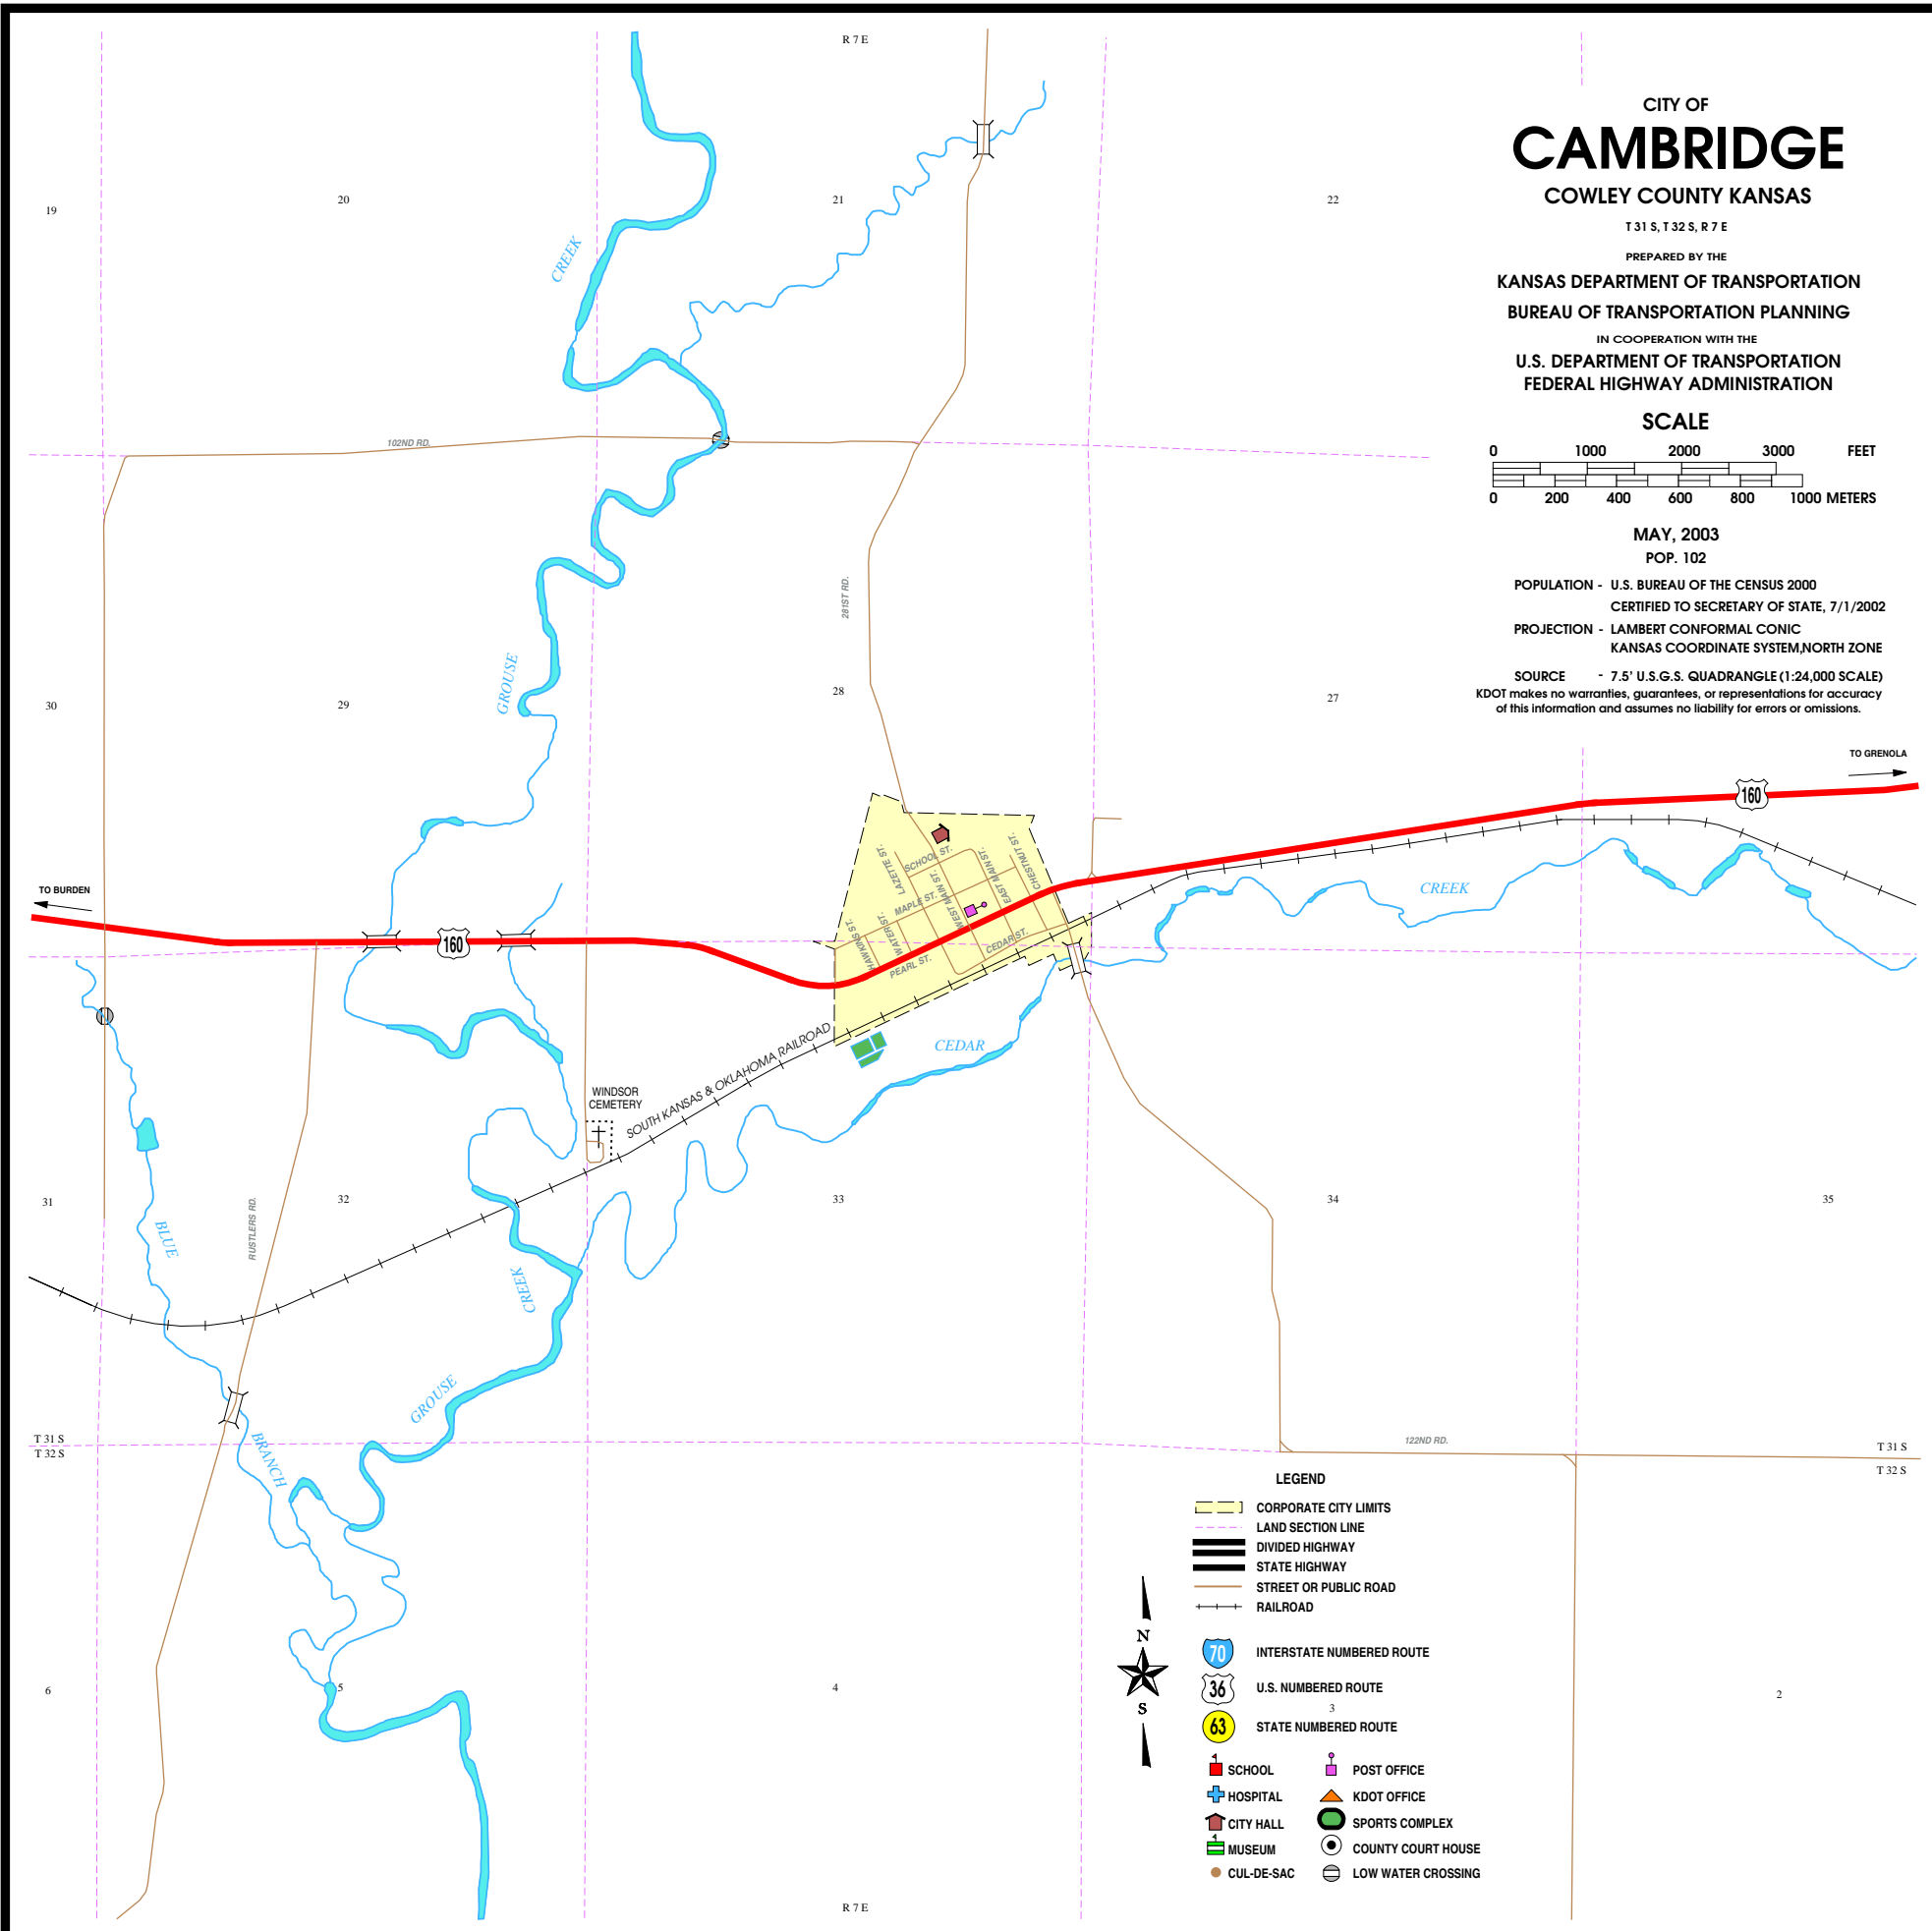 R 7 E
CITY OF
CAMBRIDGE
COWLEY COUNTY KANSAS
T 31 S, T 32 S, R 7 E
PREPARED BY THE
KANSAS DEPARTMENT OF TRANSPORTATION
BUREAU OF TRANSPORTATION PLANNING
IN COOPERATION WITH THE
U.S. DEPARTMENT OF TRANSPORTATION
FEDERAL HIGHWAY ADMINISTRATION
SCALE
0 1000 2000 3000 FEET
0 200 400 600 800 1000 METERS
MAY, 2003
POP. 102
POPULATION - U.S. BUREAU OF THE CENSUS 2000
CERTIFIED TO SECRETARY OF STATE, 7/1/2002
PROJECTION - LAMBERT CONFORMAL CONIC
KANSAS COORDINATE SYSTEM,NORTH ZONE
SOURCE - 7.5' U.S.G.S. QUADRANGLE (1:24,000 SCALE)
KDOT makes no warranties, guarantees, or representations for accuracy
of this information and assumes no liability for errors or omissions.
19
20
21
22
CREEK
102ND RD.
281ST RD.
GROUSE
30
29
28
27
TO GRENOLA
160
TO BURDEN
160
SCHOOL ST.
LAZETTE ST.
WEST MAIN ST.
EAST MAIN ST.
CHESTNUT ST.
MAPLE ST.
HAWKINS ST.
WATER ST.
PEARL ST.
CEDAR ST.
CREEK
CEDAR
SOUTH KANSAS & OKLAHOMA RAILROAD
WINDSOR
CEMETERY
31
32
33
34
35
BLUE
RUSTLERS RD.
CREEK
GROUSE
BRANCH
122ND RD.
T 31 S
T 32 S
T 31 S
T 32 S
LEGEND
CORPORATE CITY LIMITS
LAND SECTION LINE
DIVIDED HIGHWAY
STATE HIGHWAY
STREET OR PUBLIC ROAD
RAILROAD
N
S
70 INTERSTATE NUMBERED ROUTE
36 U.S. NUMBERED ROUTE
63 STATE NUMBERED ROUTE
6
5
4
3
2
SCHOOL
POST OFFICE
HOSPITAL
KDOT OFFICE
CITY HALL
SPORTS COMPLEX
MUSEUM
COUNTY COURT HOUSE
CUL-DE-SAC
LOW WATER CROSSING
R 7 E